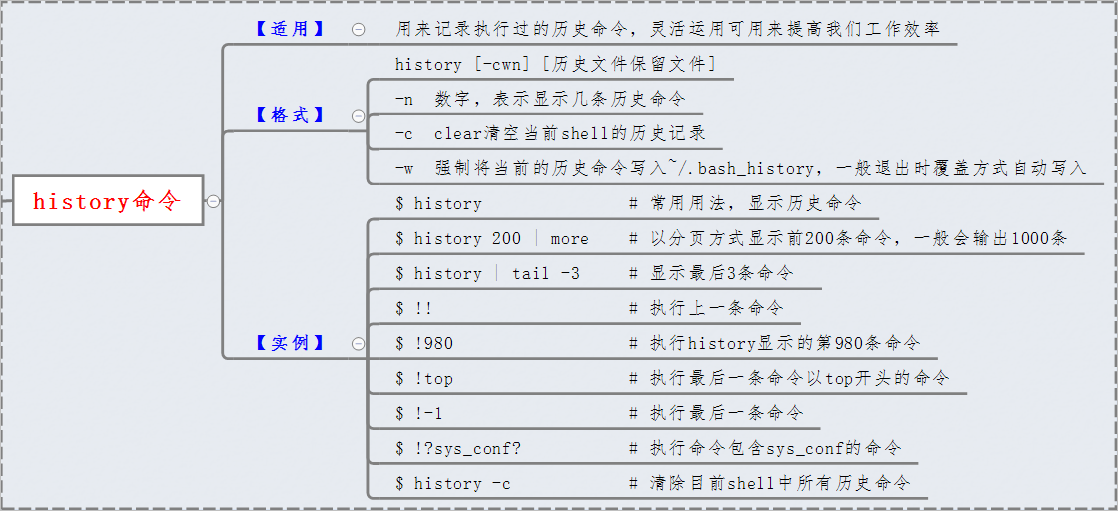 history命令
【适用】
用来记录执行过的历史命令，灵活运用可用来提高我们工作效率
【格式】
history [-cwn] [历史文件保留文件]
-n 数字，表示显示几条历史命令
-c clear清空当前shell的历史记录
-w 强制将当前的历史命令写入~/.bash_history，一般退出时覆盖方式自动写入
【实例】
$ history # 常用用法，显示历史命令
$ history 200 | more # 以分页方式显示前200条命令，一般会输出1000条
$ history | tail -3 # 显示最后3条命令
$ !! # 执行上一条命令
$ !980 # 执行history显示的第980条命令
$ !top # 执行最后一条命令以top开头的命令
$ !-1 # 执行最后一条命令
$ !?sys_conf? # 执行命令包含sys_conf的命令
$ history -c # 清除目前shell中所有历史命令